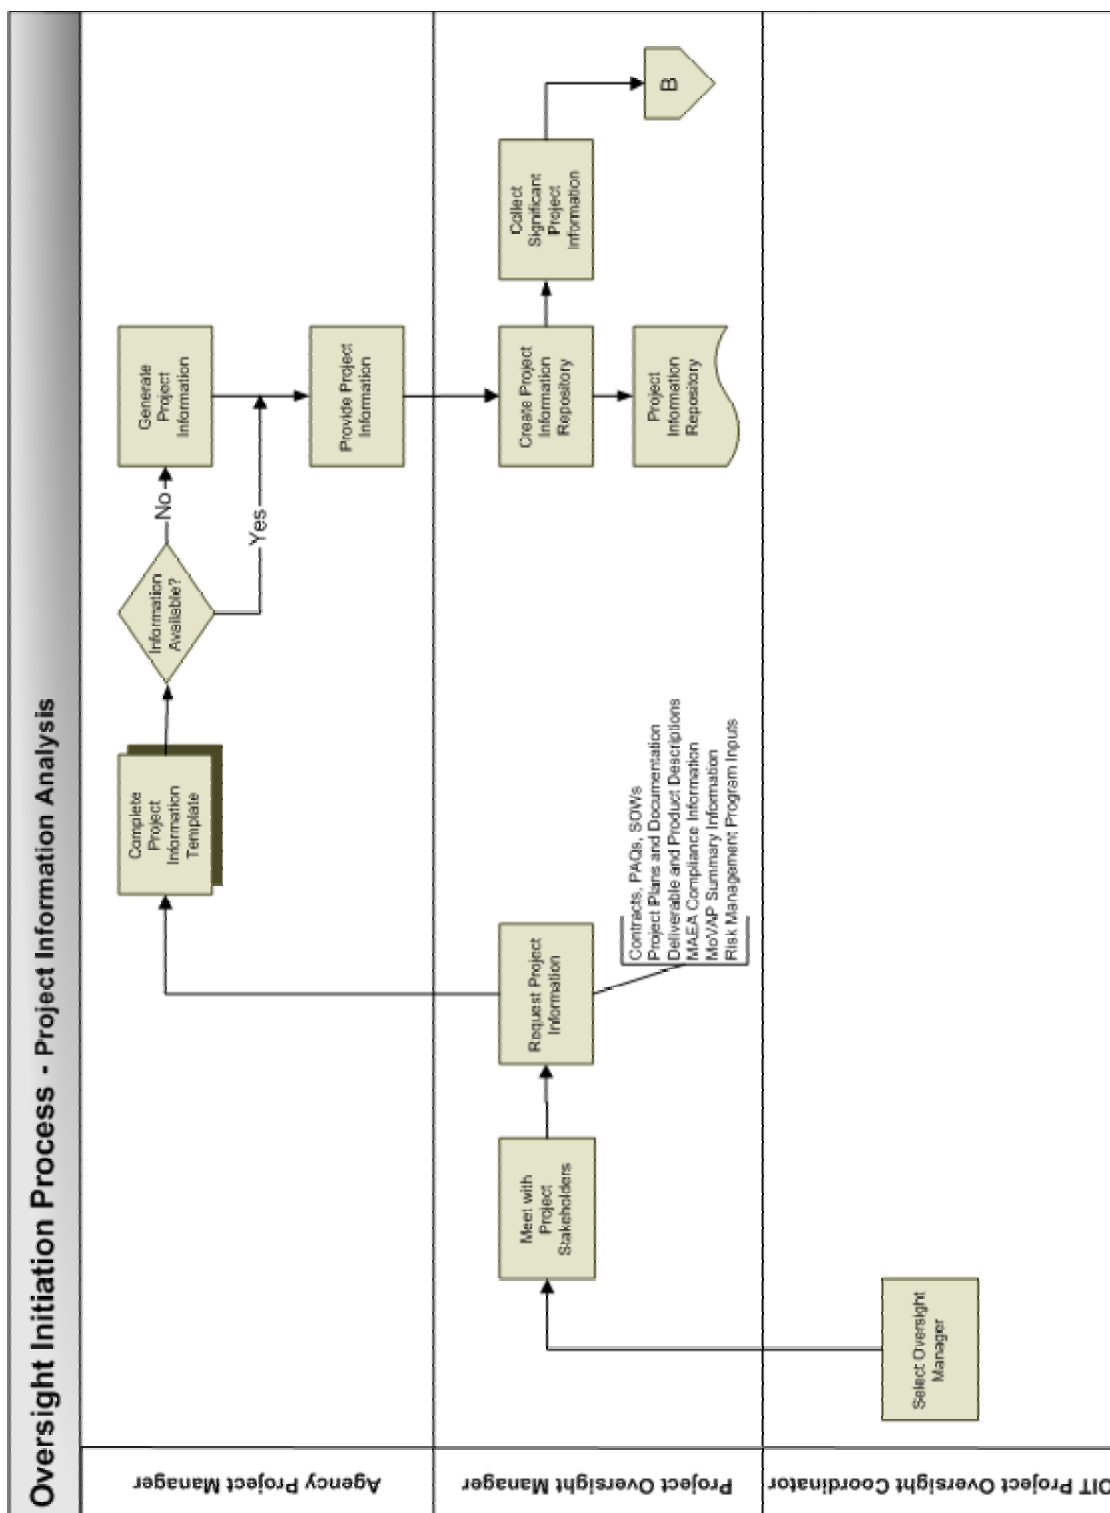 Oversight Initiation Process - Project Information Analysis
Agency Project Manager
Complete
Project
Information
Template
Information
Available?
No
Yes
Generate
Project
Information
Provide Project
Information
Project Oversight Manager
Meet with
Project
Stakeholders
Request Project
Information
Contracts, PAQs, SOWs
Project Plans and Documentation
Deliverable and Product Descriptions
MAEA Compliance Information
MoVAP Summary Information
Risk Management Program Inputs
Create Project
Information
Repository
Project
Information
Repository
Collect
Significant
Project
Information
B
OIT Project Oversight Coordinator
Select Oversight
Manager